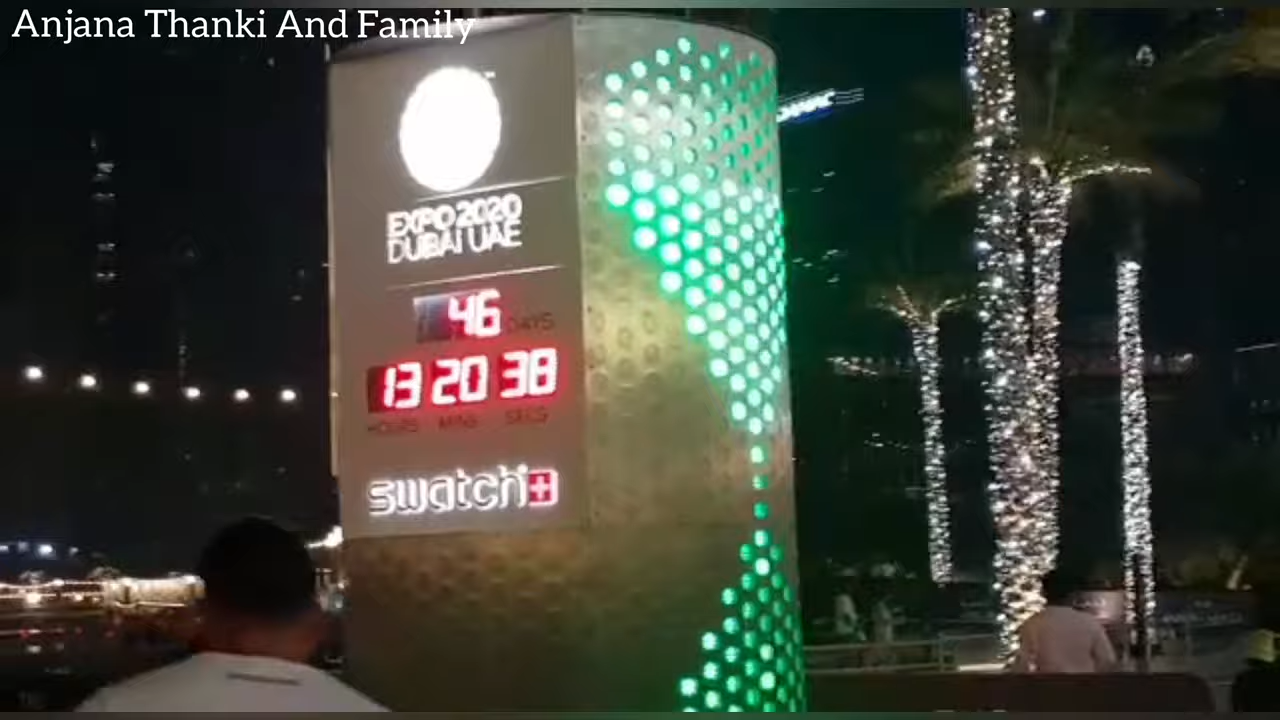 Anjana Thanki And Family
EXPO 2020
DUBAI UAE
46 DAYS
13 20 38
HOURS MINS SECS
swatch